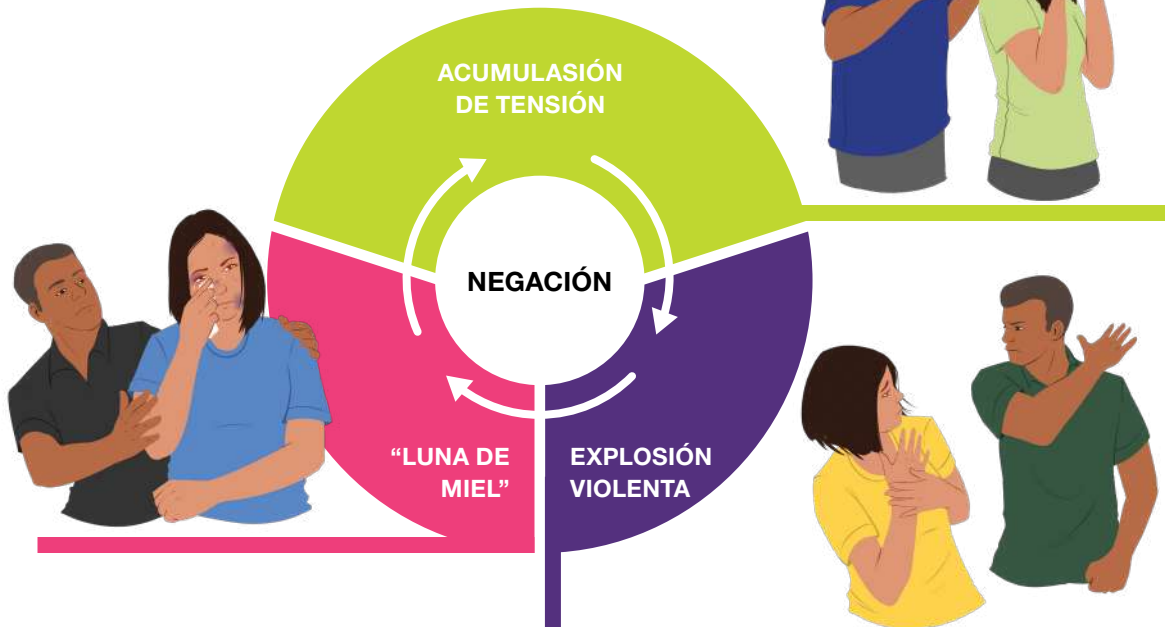 ACUMULASIÓN
DE TENSIÓN
NEGACIÓN
“LUNA DE
MIEL”
EXPLOSIÓN
VIOLENTA